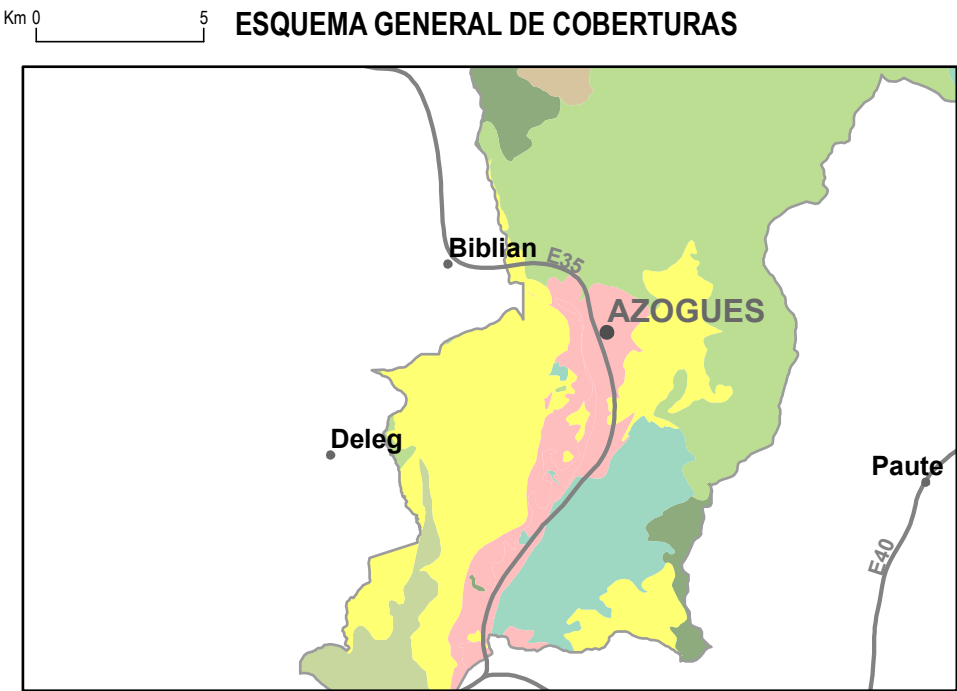 Km 0 5
ESQUEMA GENERAL DE COBERTURAS
Biblian
E35
AZOGUES
Deleg
Paute
E40